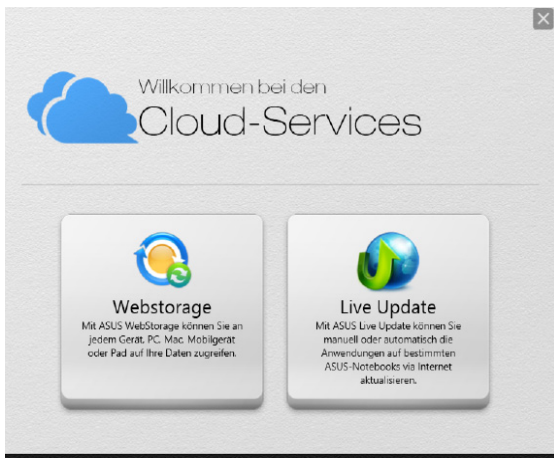 Willkommen bei den
Cloud-Services
Webstorage
Mit ASUS WebStorage können Sie an
jedem Gerät, PC, Mac, Mobilgerät
oder Pad auf Ihre Daten zugreifen.
Live Update
Mit ASUS Live Update können Sie
manuell oder automatisch die
Anwendungen auf bestimmten
ASUS-Notebooks via Internet
aktualisieren.